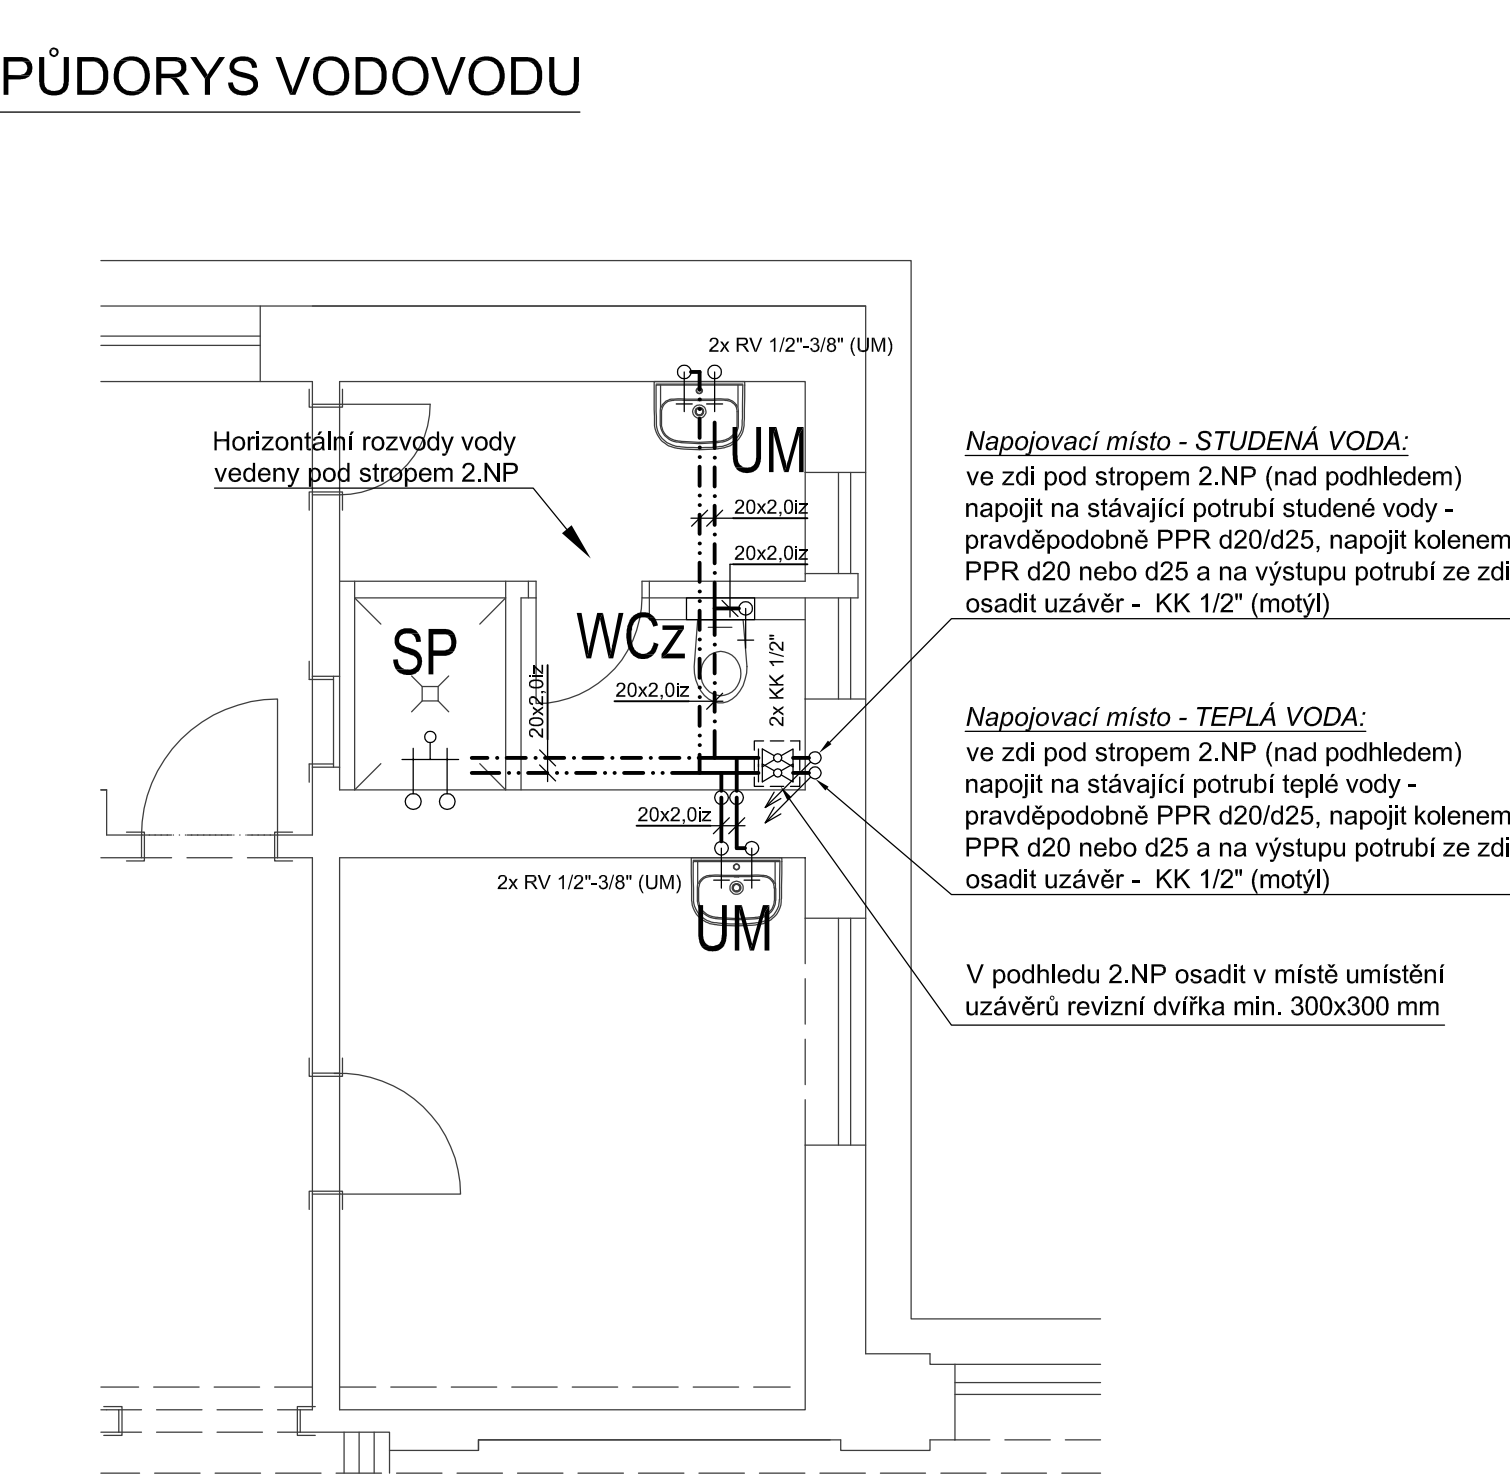 PŮDORYS VODOVODU
2x RV 1/2"-3/8" (UM)
Horizontální rozvody vody
vedeny pod stropem 2.NP
UM
20x2,0iz
20x2,0iz
Napojovací místo - STUDENÁ VODA:
ve zdi pod stropem 2.NP (nad podhledem)
napojit na stávající potrubí studené vody -
pravděpodobně PPR d20/d25, napojit kolenem
PPR d20 nebo d25 a na výstupu potrubí ze zdi
osadit uzávěr - KK 1/2" (motýl)
SP
WCz
20x2,0iz
20x2,0iz
2x KK 1/2"
Napojovací místo - TEPLÁ VODA:
ve zdi pod stropem 2.NP (nad podhledem)
napojit na stávající potrubí teplé vody -
pravděpodobně PPR d20/d25, napojit kolenem
PPR d20 nebo d25 a na výstupu potrubí ze zdi
osadit uzávěr - KK 1/2" (motýl)
20x2,0iz
2x RV 1/2"-3/8" (UM)
UM
V podhledu 2.NP osadit v místě umístění
uzávěrů revizní dvířka min. 300x300 mm